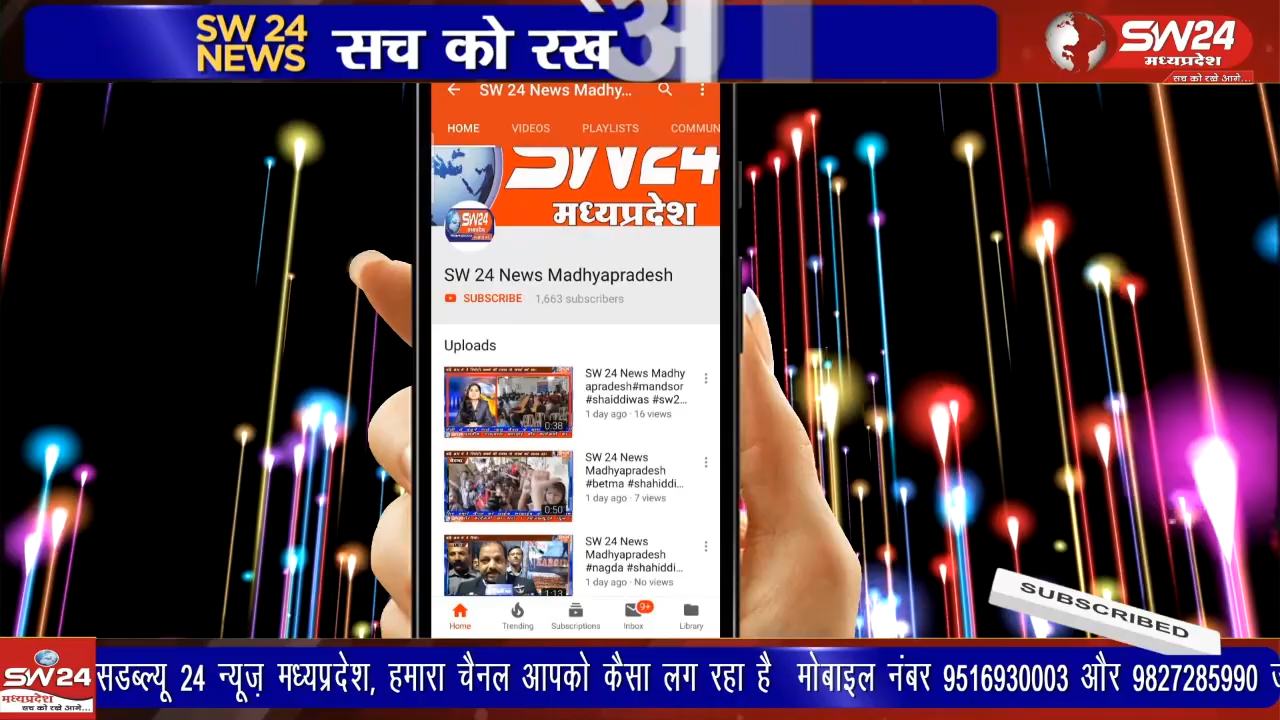 SW 24
NEWS
सच को रख
SW24
मध्यप्रदेश
सच को रखे आगे...
SW 24 News Madhy...
HOME VIDEOS PLAYLISTS COMMUN
SW24
मध्यप्रदेश
SW24
SW 24 News Madhyapradesh
SUBSCRIBE 1,663 subscribers
Uploads
SW 24 News Madhy
apradesh#mandsor
#shaiddiwas #sw2...
1 day ago · 16 views
0:38
SW 24 News
Madhyapradesh
#betma #shahiddi...
1 day ago · 7 views
0:50
SW 24 News
Madhyapradesh
#nagda #shahiddi...
1 day ago · No views
1:13
9+
Home Trending Subscriptions Inbox Library
SUBSCRIBED
SW24
मध्यप्रदेश
सच को रखे आगे...
सडब्ल्यू 24 न्यूज़ मध्यप्रदेश, हमारा चैनल आपको कैसा लग रहा है मोबाइल नंबर 9516930003 और 9827285990